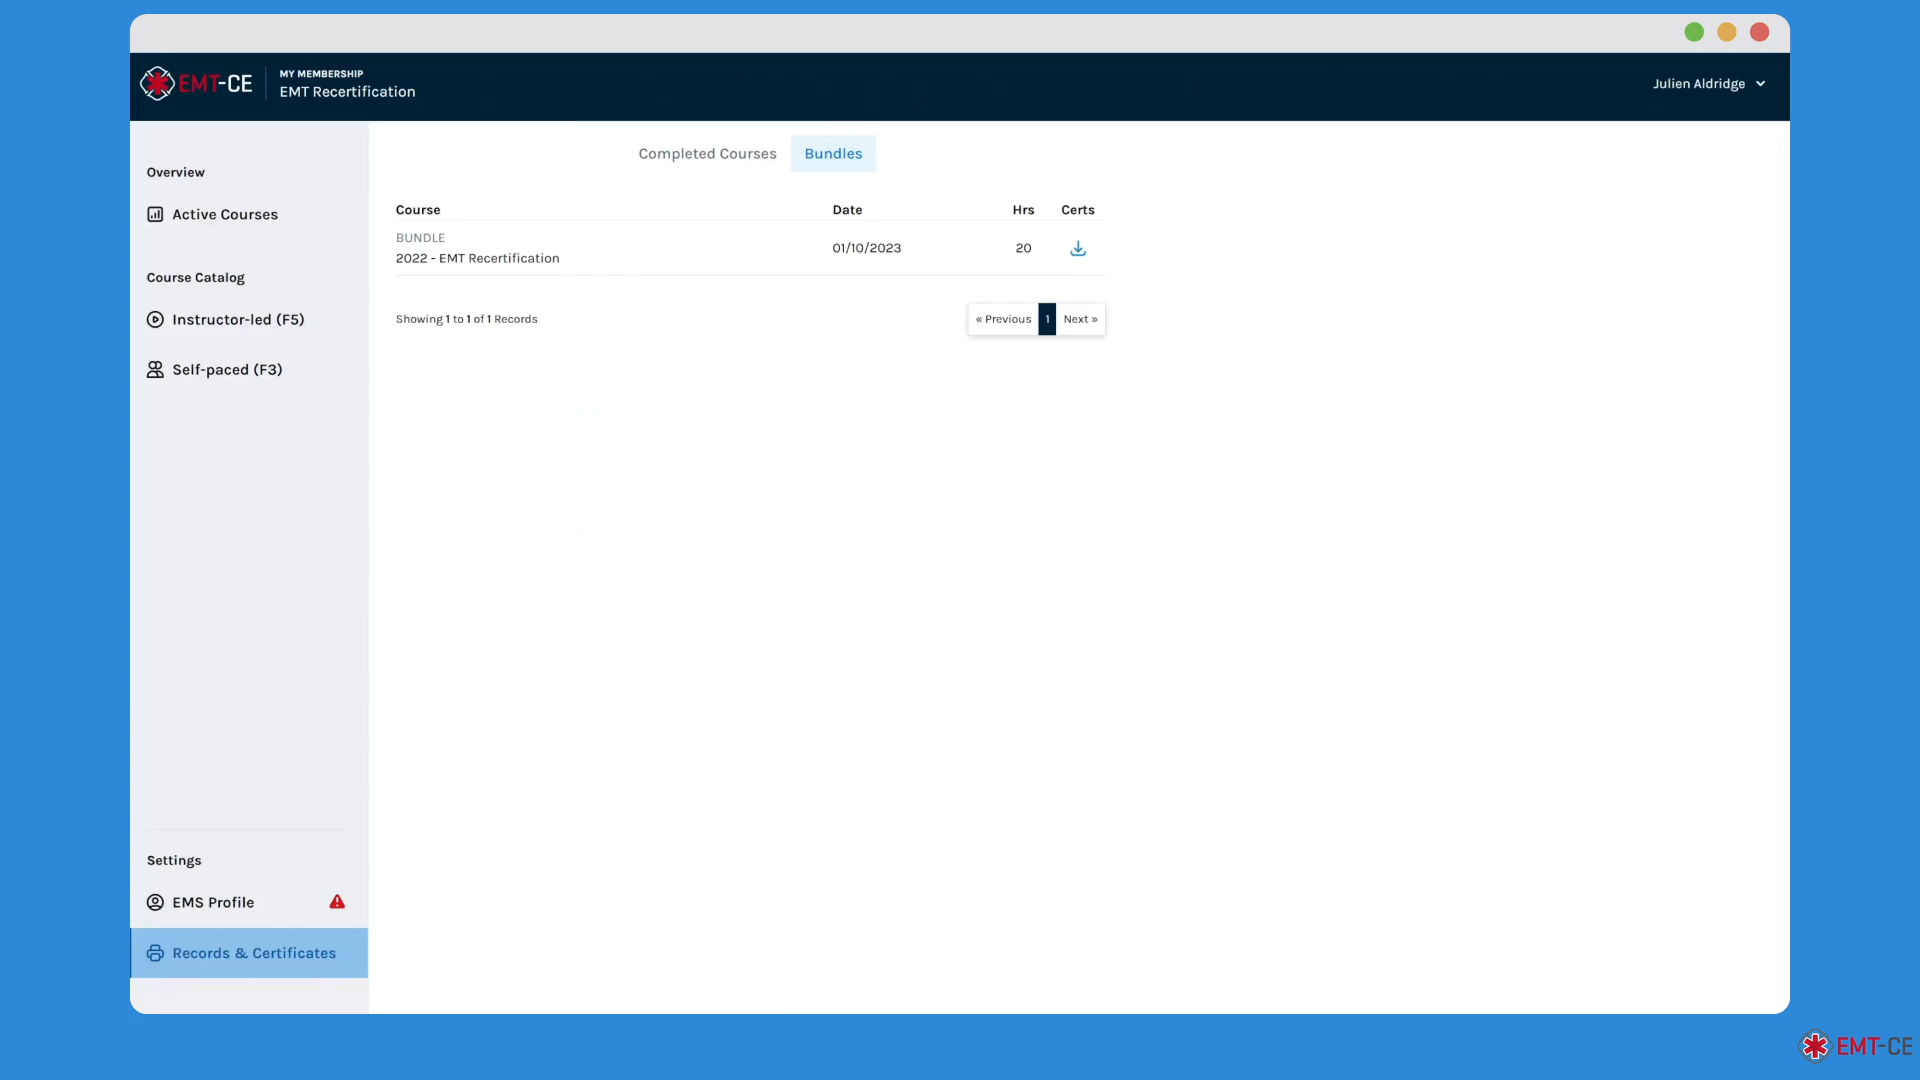 EMT-CE
MY MEMBERSHIP
EMT Recertification
Julien Aldridge
Overview
Active Courses
Course Catalog
Instructor-led (F5)
Self-paced (F3)
Settings
EMS Profile
Records & Certificates
Completed Courses
Bundles
Course Date Hrs Certs
BUNDLE
2022 - EMT Recertification 01/10/2023 20
Showing 1 to 1 of 1 Records
« Previous 1 Next »
EMT-CE